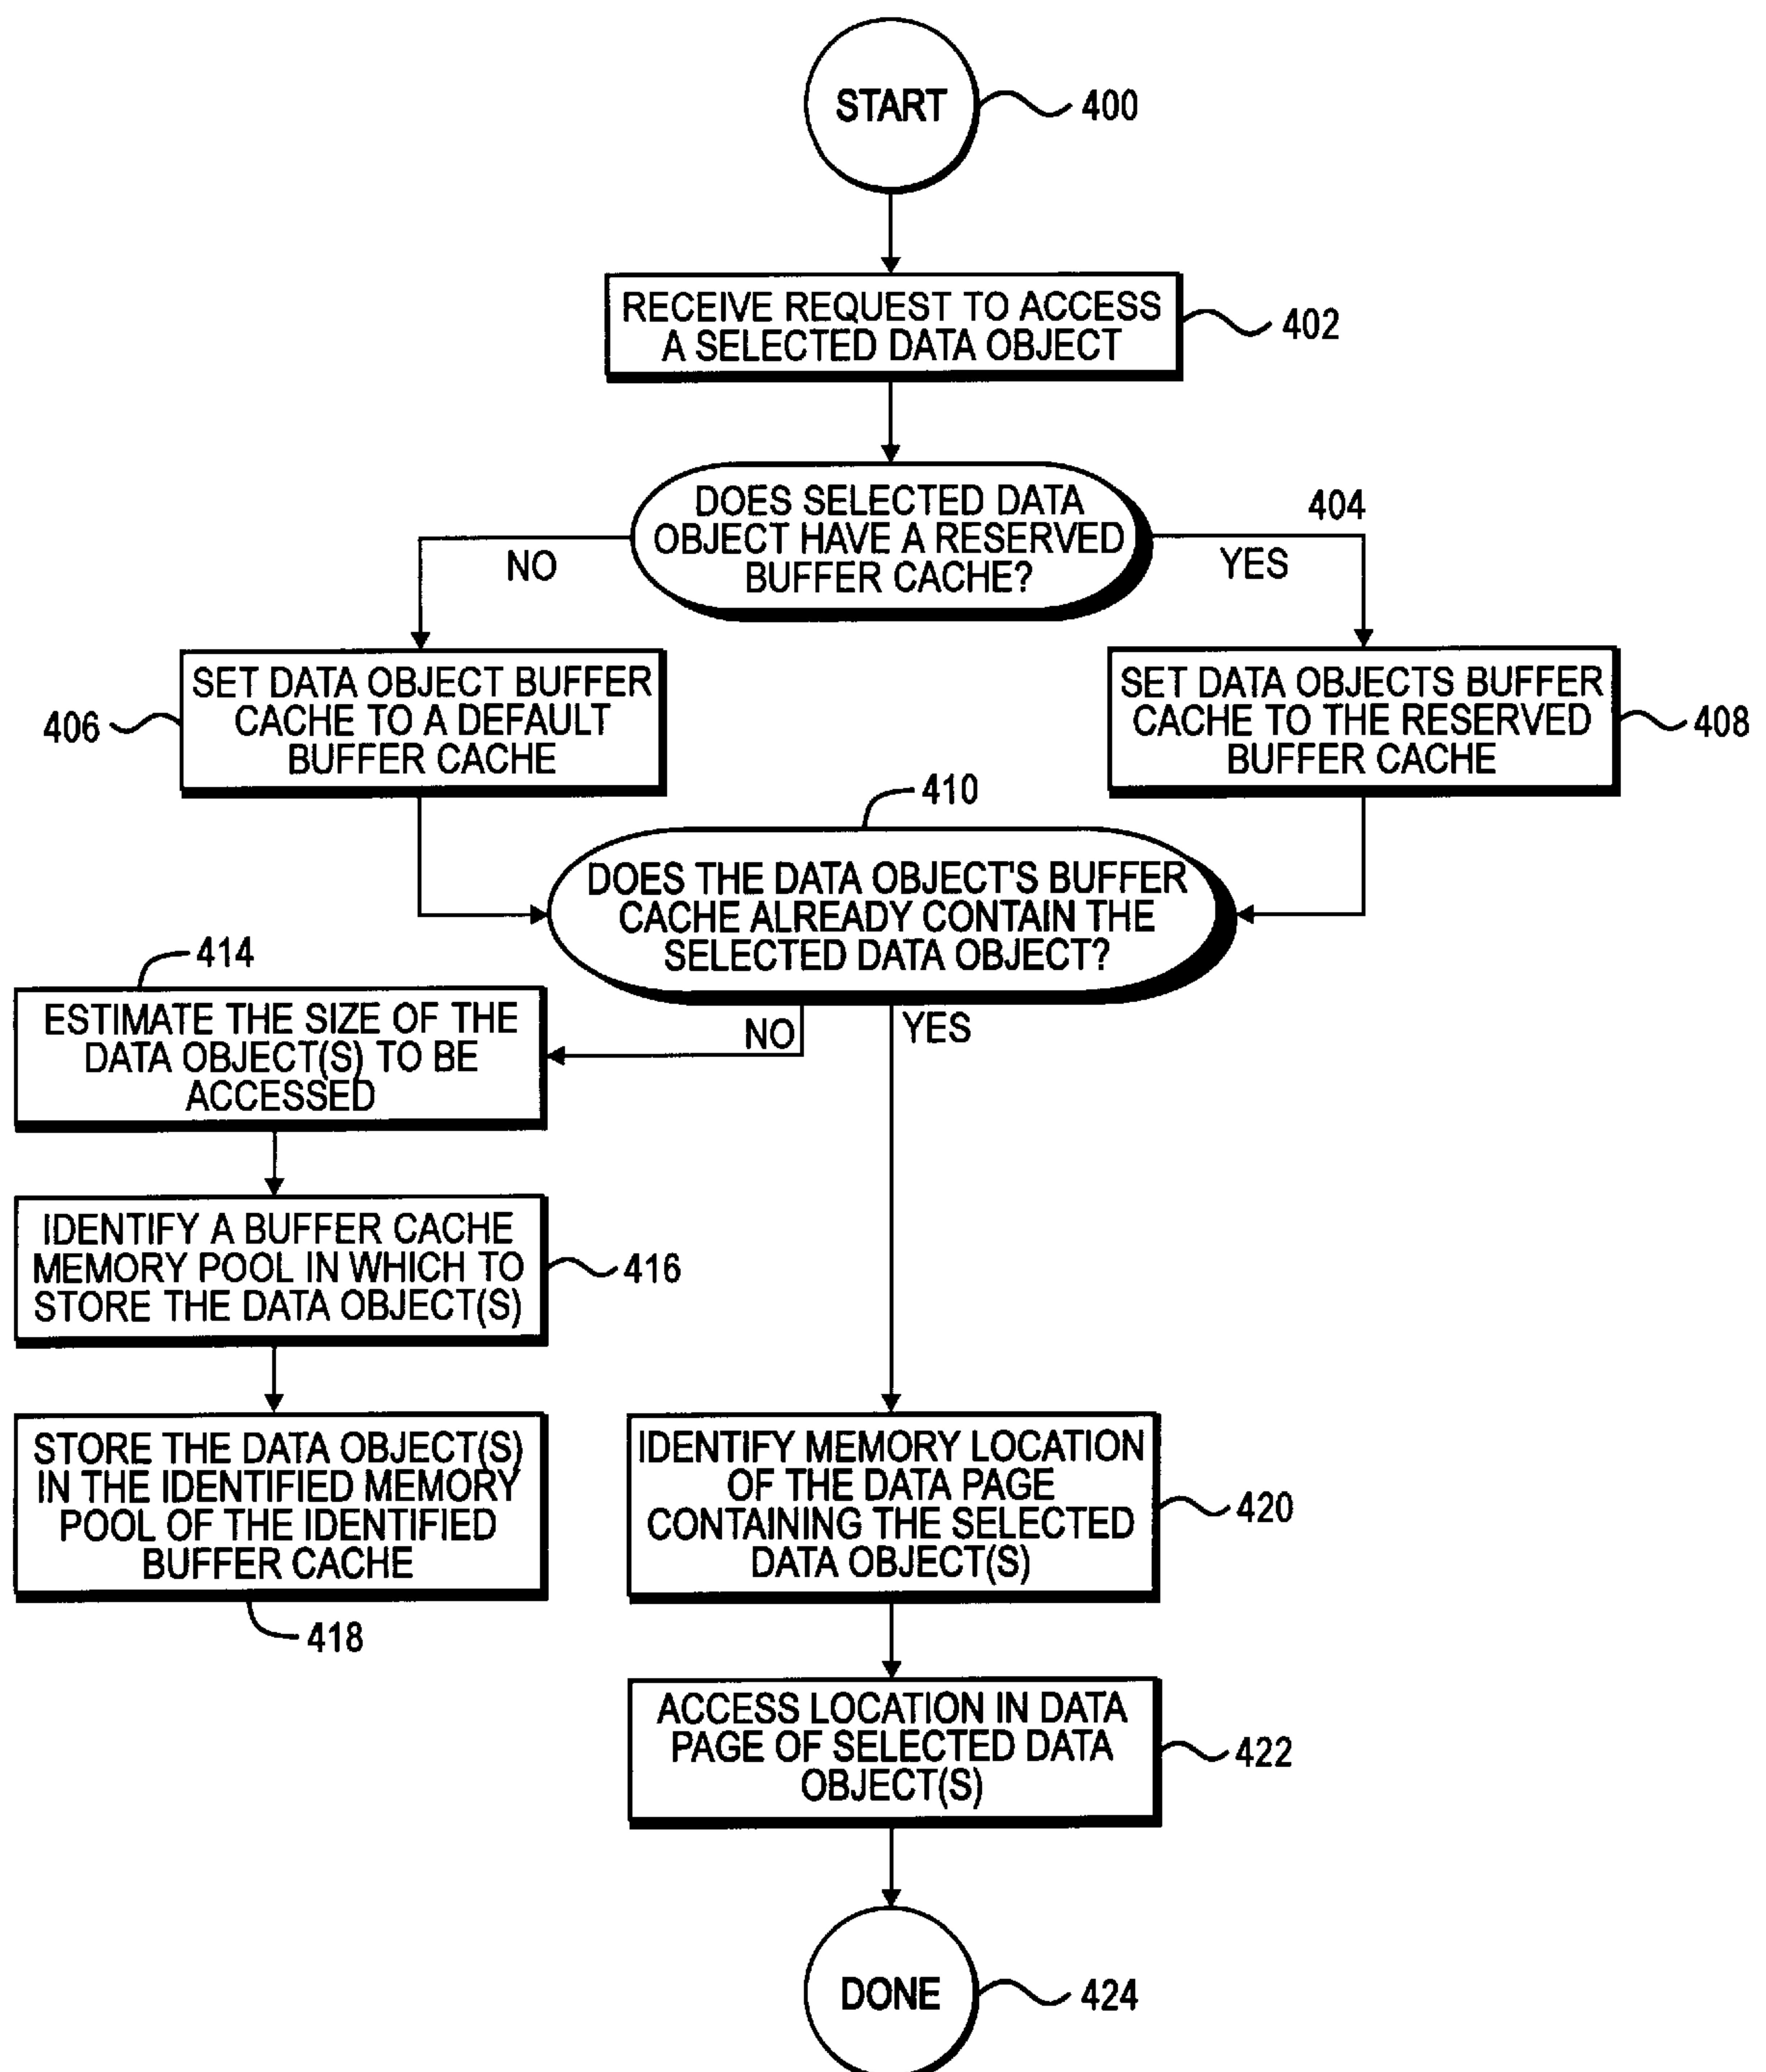 START
400
RECEIVE REQUEST TO ACCESS
A SELECTED DATA OBJECT
402
DOES SELECTED DATA
OBJECT HAVE A RESERVED
BUFFER CACHE?
404
NO
YES
SET DATA OBJECT BUFFER
CACHE TO A DEFAULT
BUFFER CACHE
406
SET DATA OBJECTS BUFFER
CACHE TO THE RESERVED
BUFFER CACHE
408
410
DOES THE DATA OBJECT'S BUFFER
CACHE ALREADY CONTAIN THE
SELECTED DATA OBJECT?
NO
YES
414
ESTIMATE THE SIZE OF THE
DATA OBJECT(S) TO BE
ACCESSED
IDENTIFY A BUFFER CACHE
MEMORY POOL IN WHICH TO
STORE THE DATA OBJECT(S)
416
STORE THE DATA OBJECT(S)
IN THE IDENTIFIED MEMORY
POOL OF THE IDENTIFIED
BUFFER CACHE
418
IDENTIFY MEMORY LOCATION
OF THE DATA PAGE
CONTAINING THE SELECTED
DATA OBJECT(S)
420
ACCESS LOCATION IN DATA
PAGE OF SELECTED DATA
OBJECT(S)
422
DONE
424